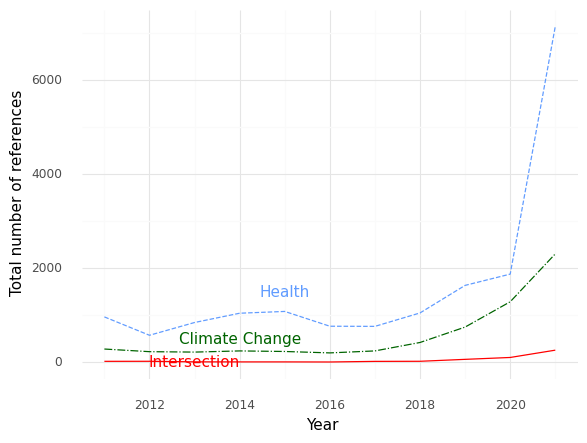 Total number of references
6000
4000
2000
0
Health
Climate Change
Intersection
2012 2014 2016 2018 2020
Year